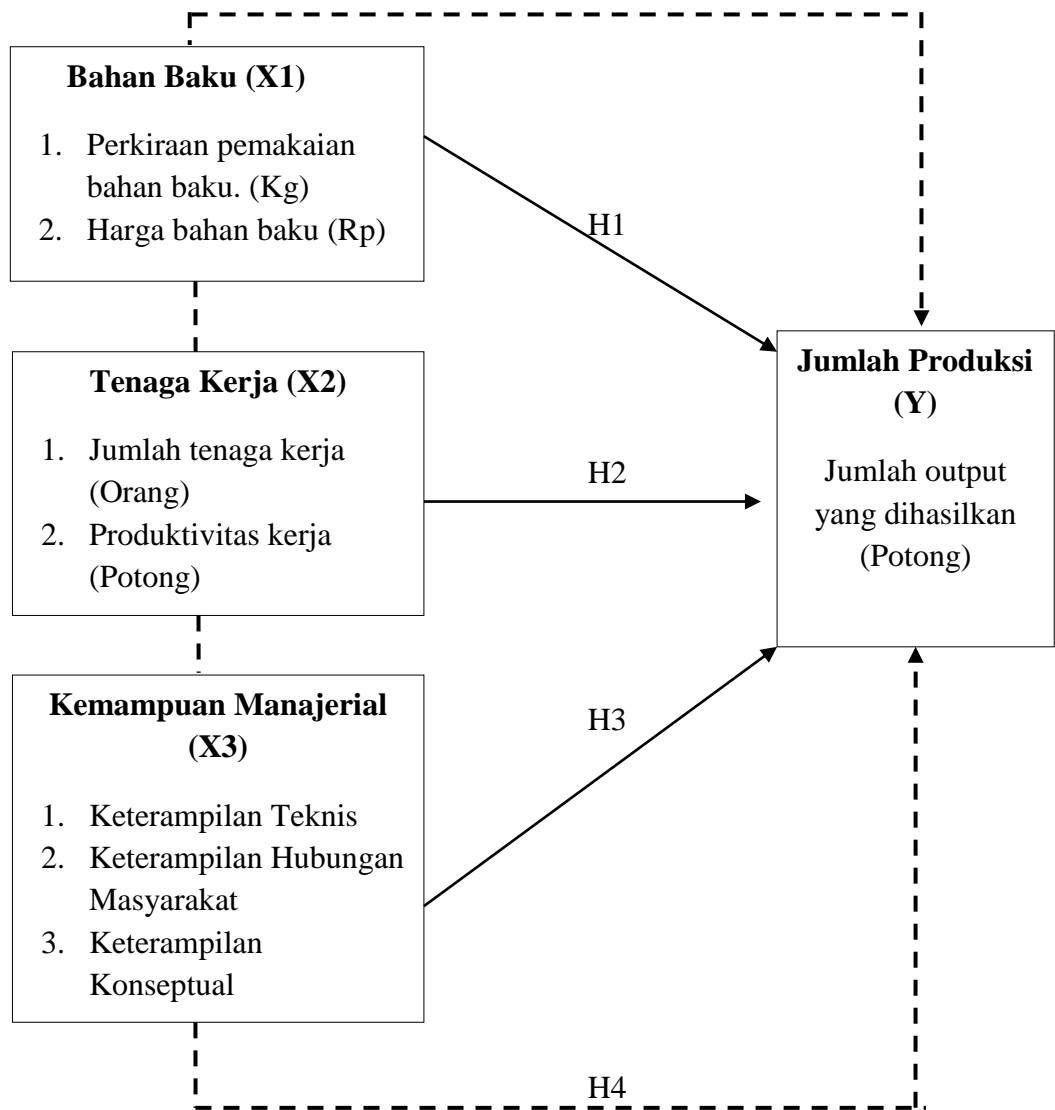 Bahan Baku (X1)
1. Perkiraan pemakaian
bahan baku. (Kg)
2. Harga bahan baku (Rp)
H1
Tenaga Kerja (X2)
1. Jumlah tenaga kerja
(Orang)
2. Produktivitas kerja
(Potong)
H2
Jumlah Produksi
(Y)
Jumlah output
yang dihasilkan
(Potong)
Kemampuan Manajerial
(X3)
1. Keterampilan Teknis
2. Keterampilan Hubungan
Masyarakat
3. Keterampilan
Konseptual
H3
H4